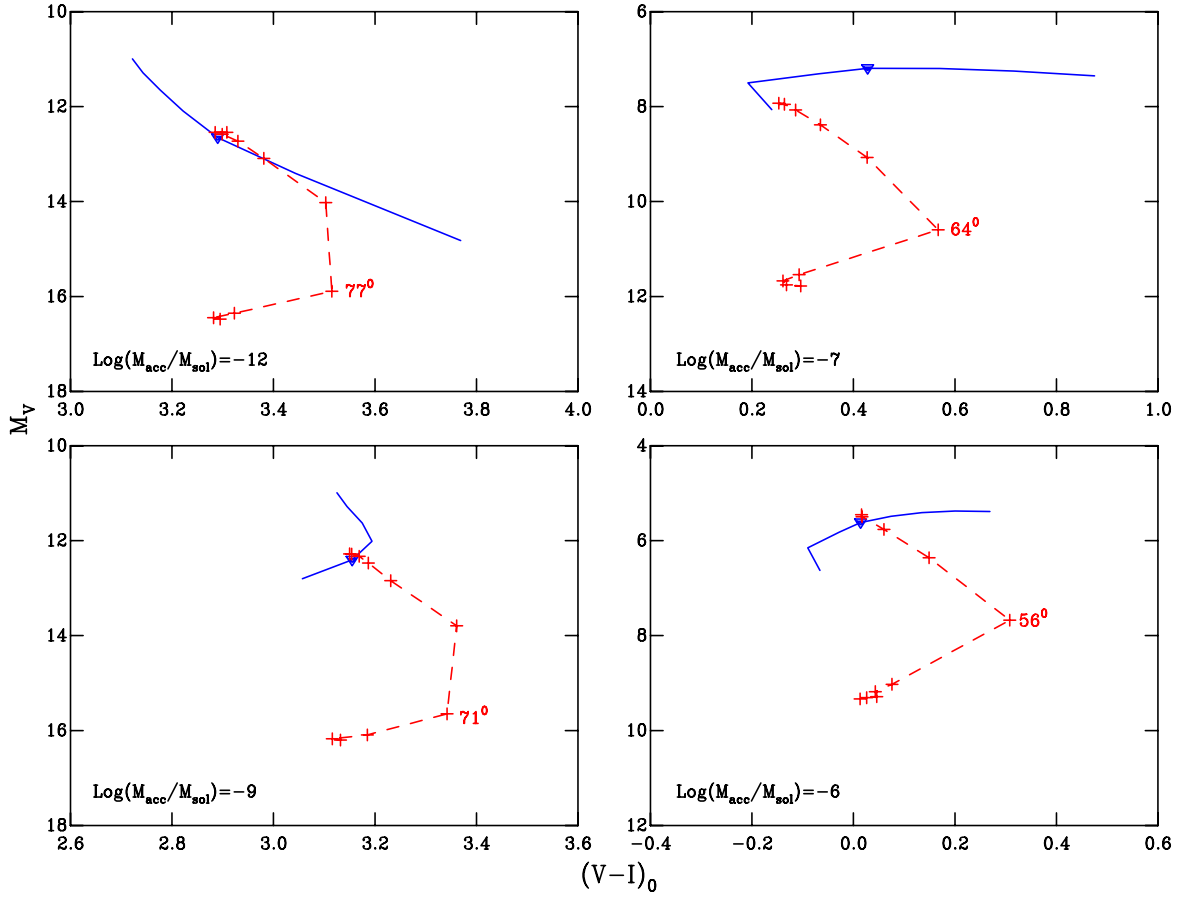 10
12
14
16
18
3.0 3.2 3.4 3.6 3.8 4.0
77⁰
Log(M_acc/M_sol)=−12
6
8
10
12
14
0.0 0.2 0.4 0.6 0.8 1.0
64⁰
Log(M_acc/M_sol)=−7
M_V
10
12
14
16
18
2.6 2.8 3.0 3.2 3.4 3.6
71⁰
Log(M_acc/M_sol)=−9
4
6
8
10
12
−0.4 −0.2 0.0 0.2 0.4 0.6
56⁰
Log(M_acc/M_sol)=−6
(V−I)₀